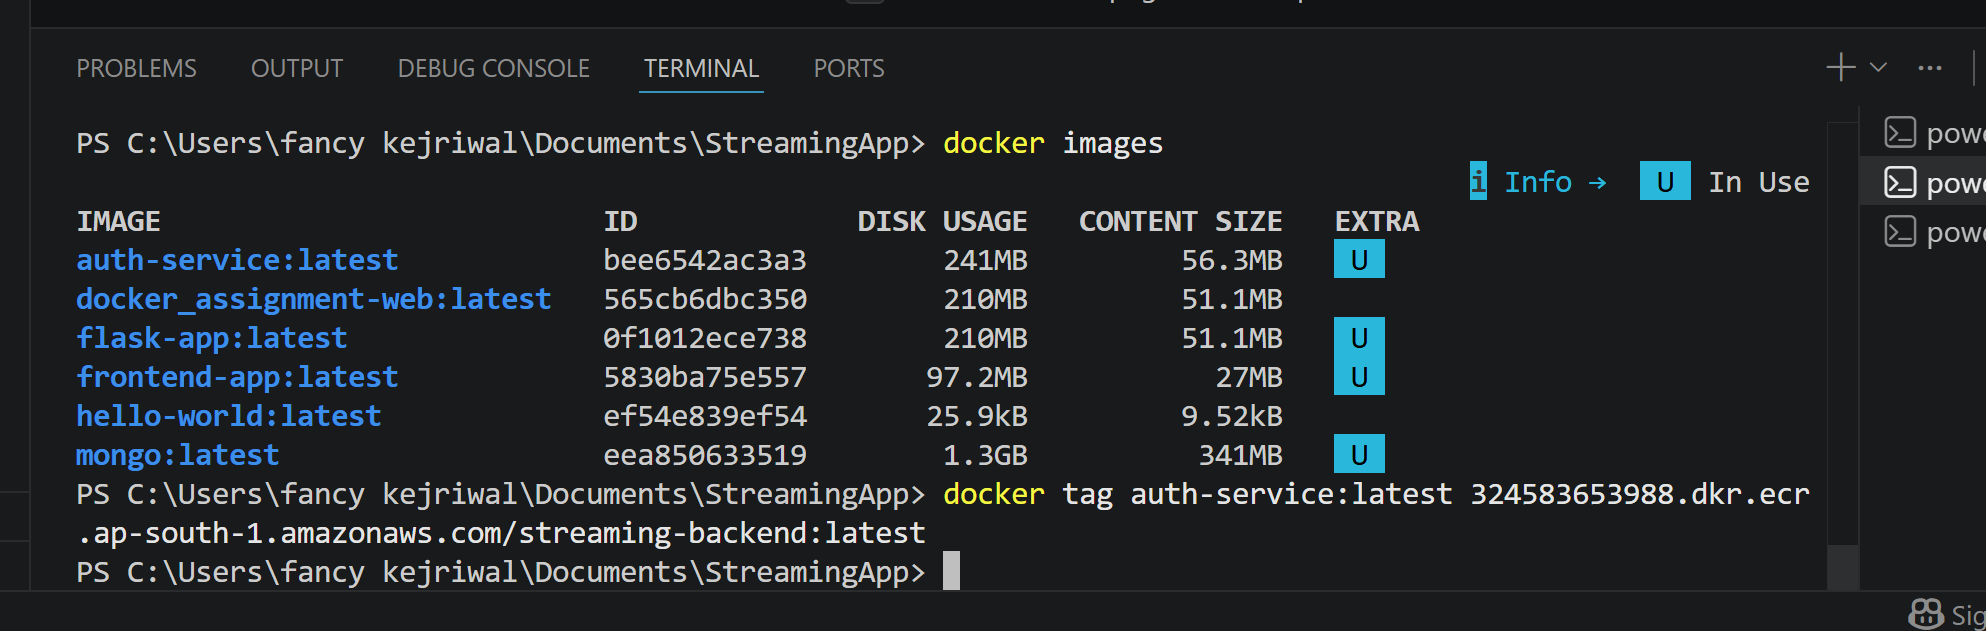 PROBLEMS OUTPUT DEBUG CONSOLE TERMINAL PORTS
PS C:\Users\fancy kejriwal\Documents\StreamingApp> docker images
i Info → U In Use
IMAGE ID DISK USAGE CONTENT SIZE EXTRA
auth-service:latest bee6542ac3a3 241MB 56.3MB U
docker_assignment-web:latest 565cb6dbc350 210MB 51.1MB
flask-app:latest 0f1012ece738 210MB 51.1MB U
frontend-app:latest 5830ba75e557 97.2MB 27MB U
hello-world:latest ef54e839ef54 25.9kB 9.52kB
mongo:latest eea850633519 1.3GB 341MB U
PS C:\Users\fancy kejriwal\Documents\StreamingApp> docker tag auth-service:latest 324583653988.dkr.ecr
.ap-south-1.amazonaws.com/streaming-backend:latest
PS C:\Users\fancy kejriwal\Documents\StreamingApp>
powe
powe
powe